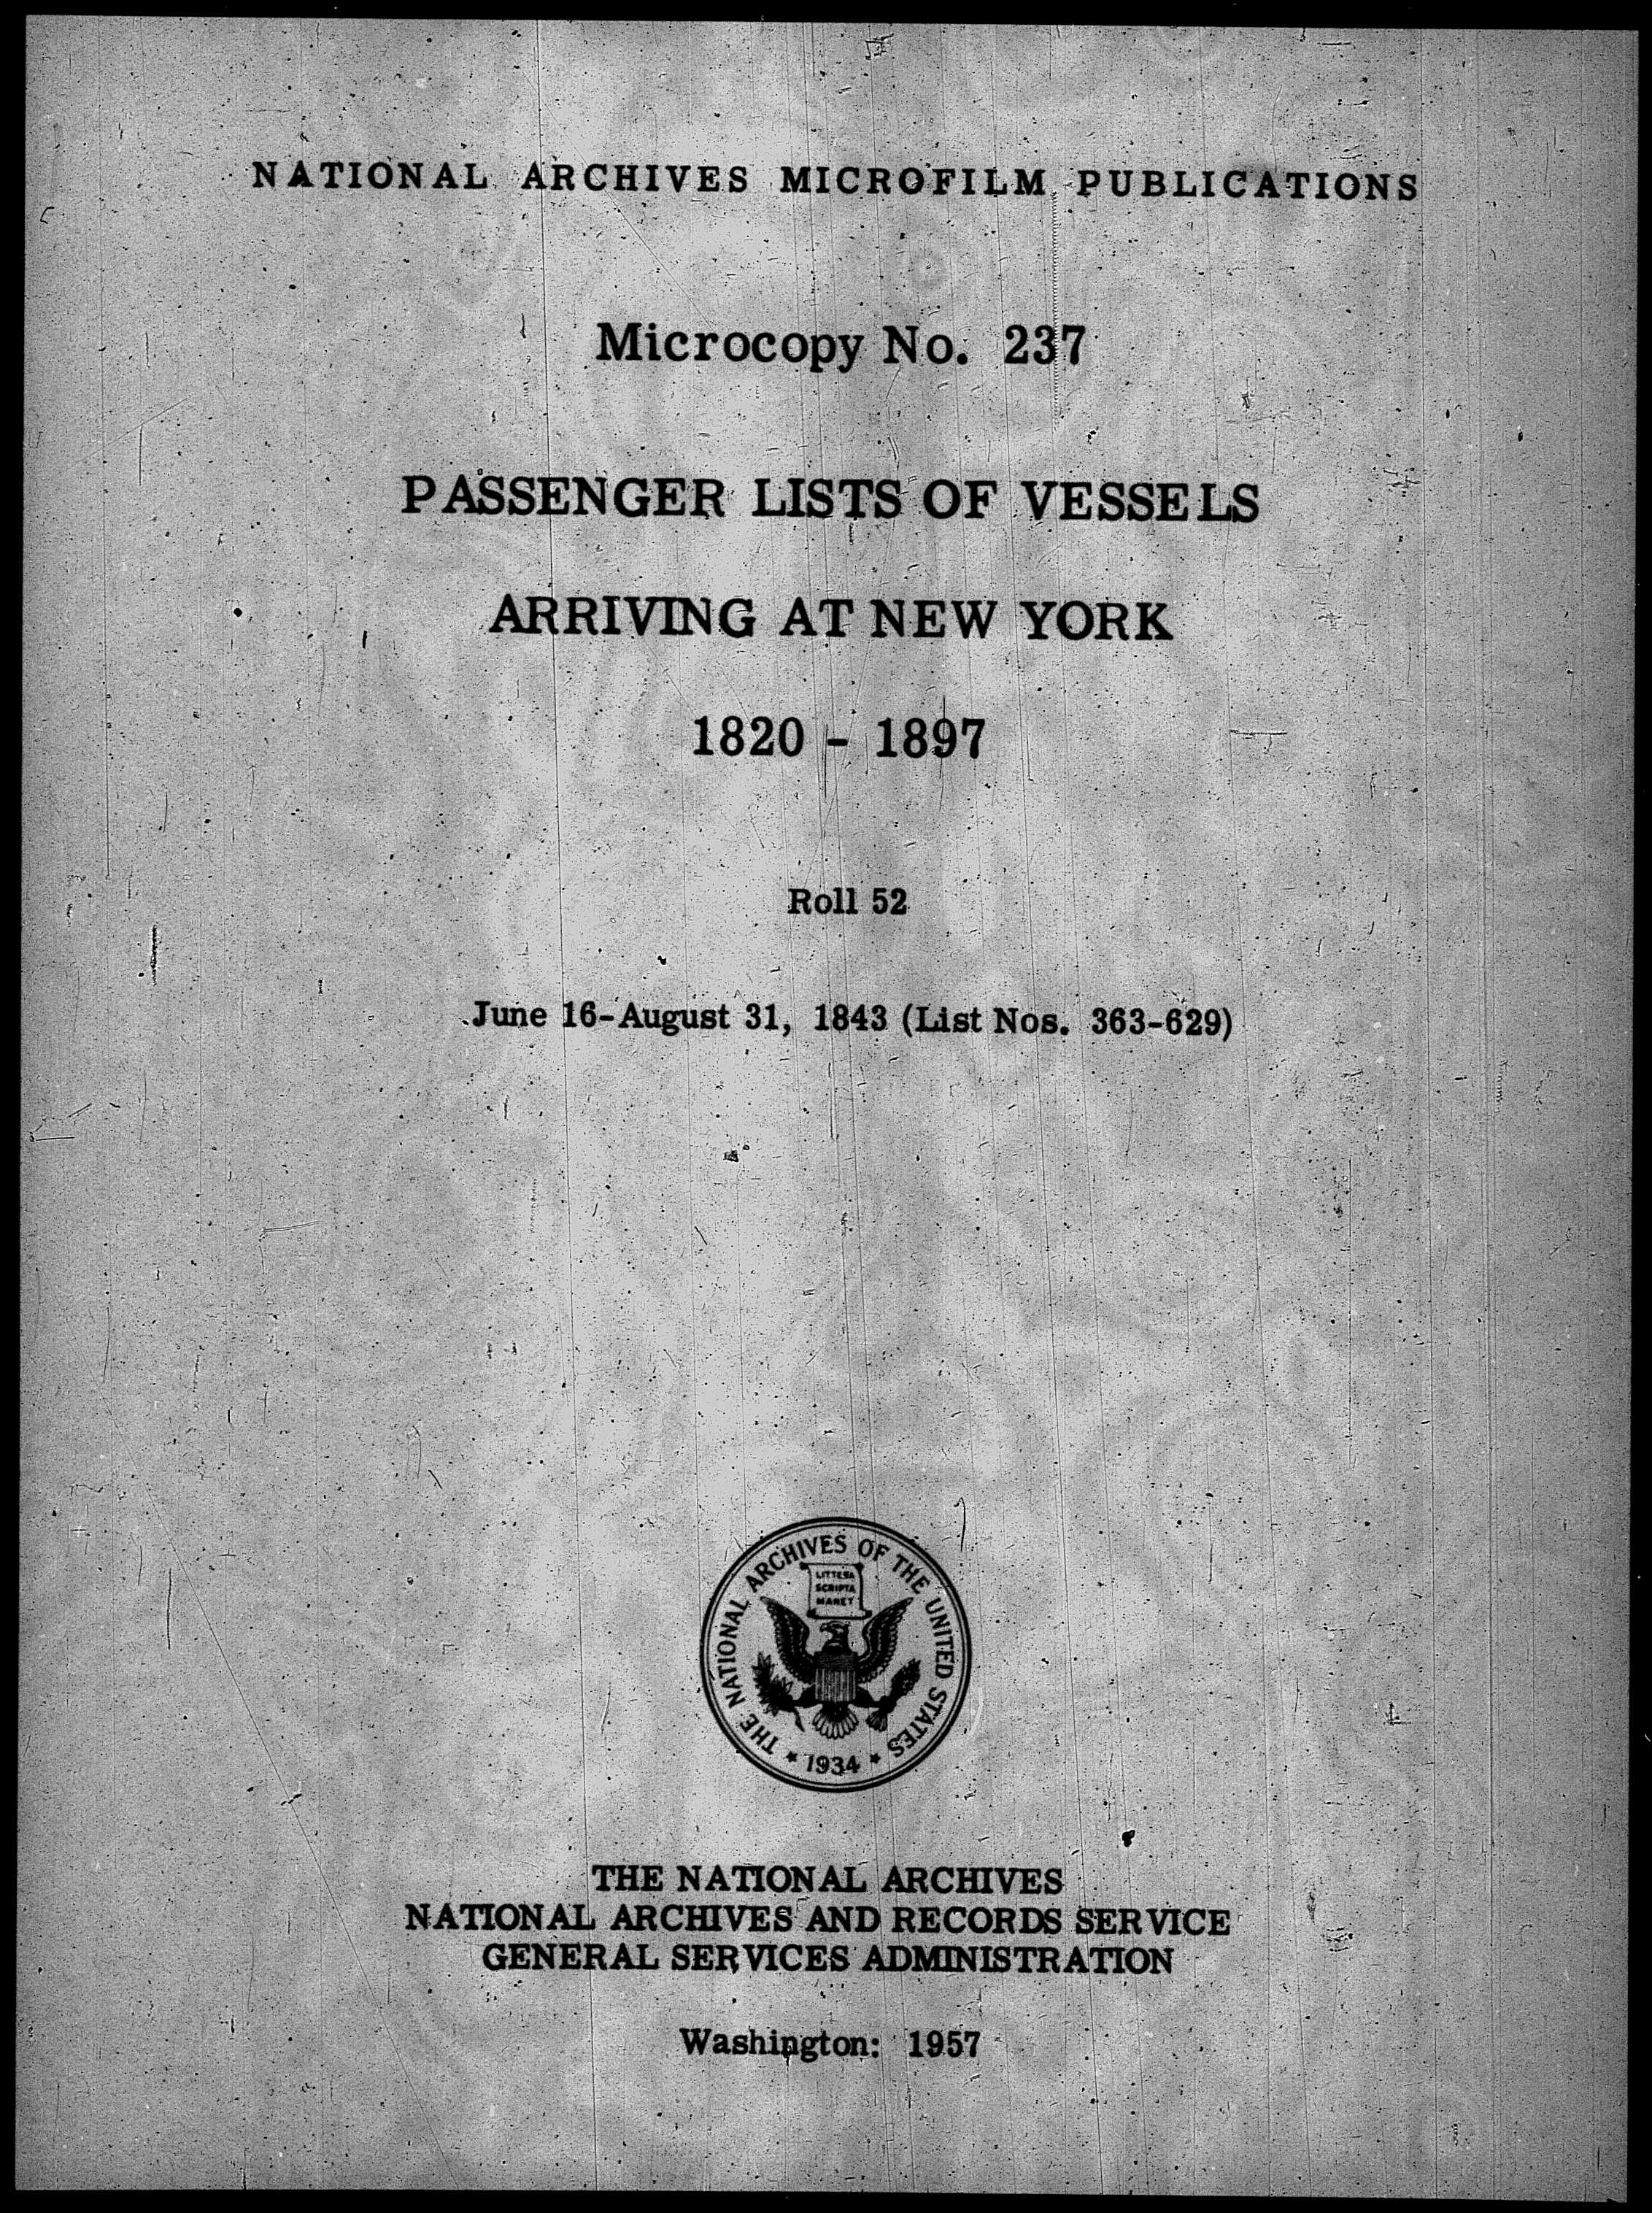 NATIONAL ARCHIVES MICROFILM PUBLICATIONS
Microcopy No. 237
PASSENGER LISTS OF VESSELS
ARRIVING AT NEW YORK
1820 - 1897
Roll 52
June 16-August 31, 1843 (List Nos. 363-629)
THE NATIONAL ARCHIVES OF THE UNITED STATES
LITTERA
SCRIPTA
MANET
* 1934 *
THE NATIONAL ARCHIVES
NATIONAL ARCHIVES AND RECORDS SERVICE
GENERAL SERVICES ADMINISTRATION
Washington: 1957